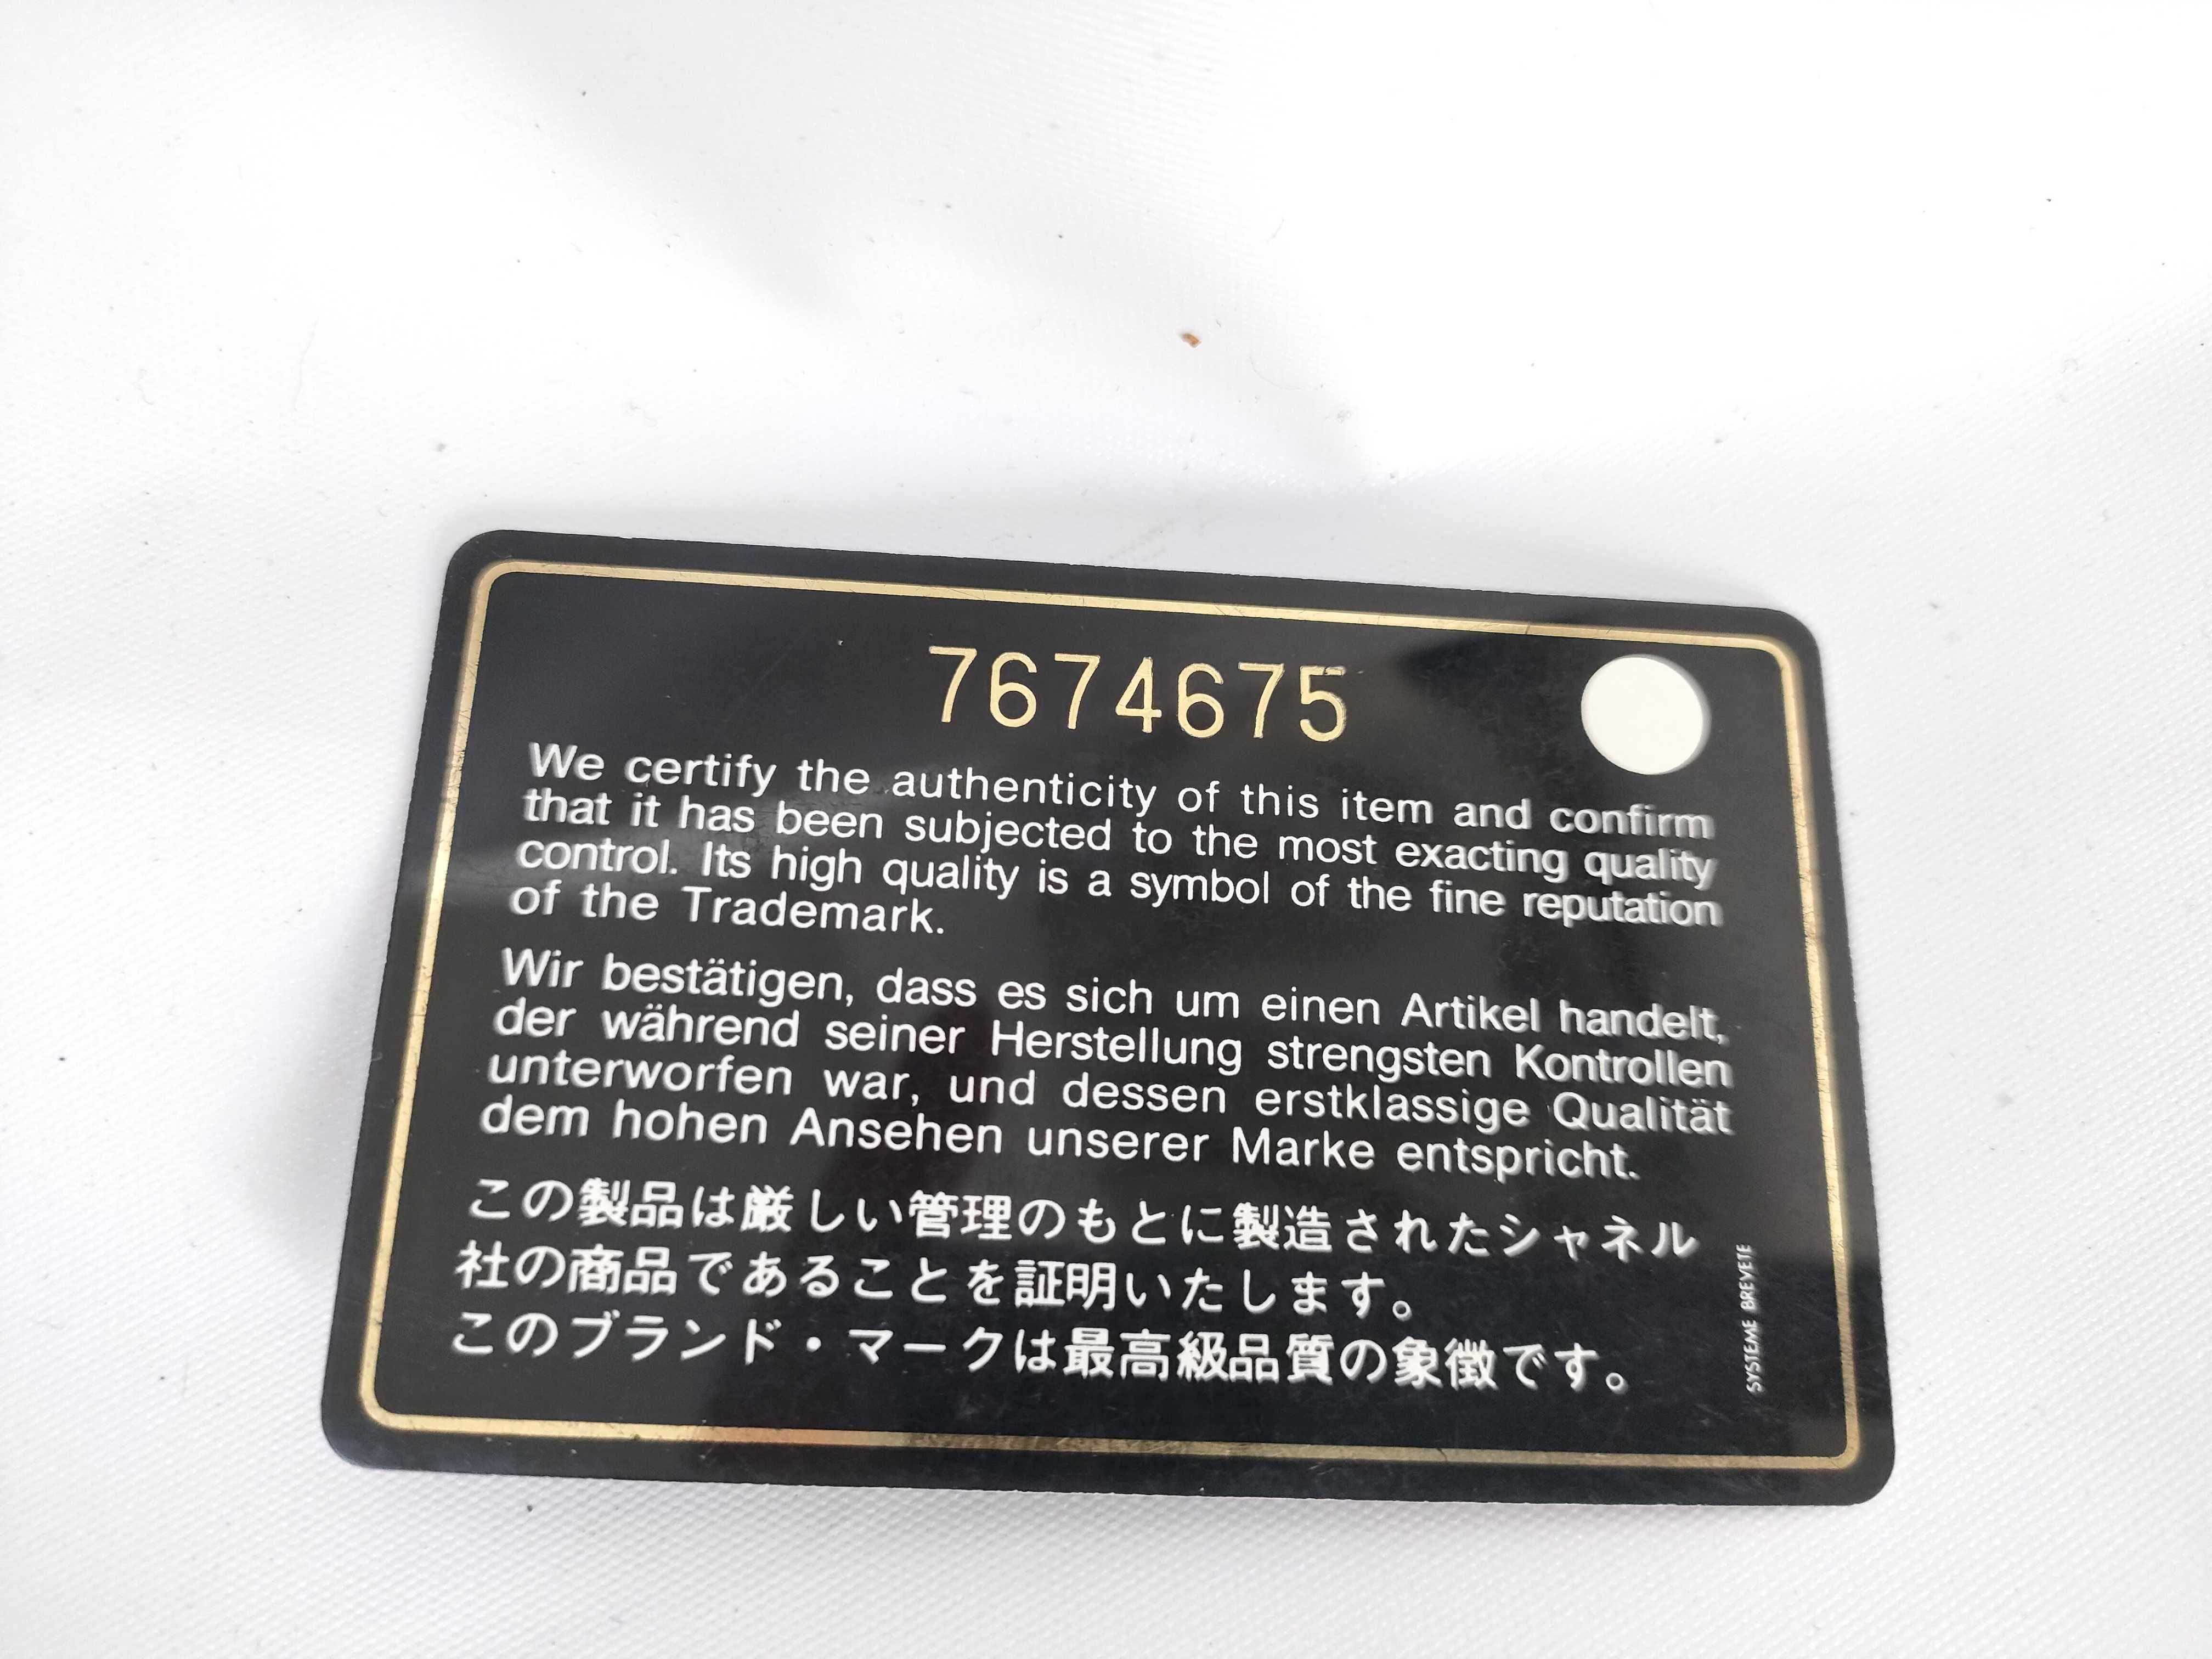 7674675
We certify the authenticity of this item and confirm
that it has been subjected to the most exacting quality
control. Its high quality is a symbol of the fine reputation
of the Trademark.
Wir bestätigen, dass es sich um einen Artikel handelt,
der während seiner Herstellung strengsten Kontrollen
unterworfen war, und dessen erstklassige Qualität
dem hohen Ansehen unserer Marke entspricht.
この製品は厳しい管理のもとに製造されたシャネル
社の商品であることを証明いたします。
このブランド・マークは最高級品質の象徴です。
SYSTEME BREVETE